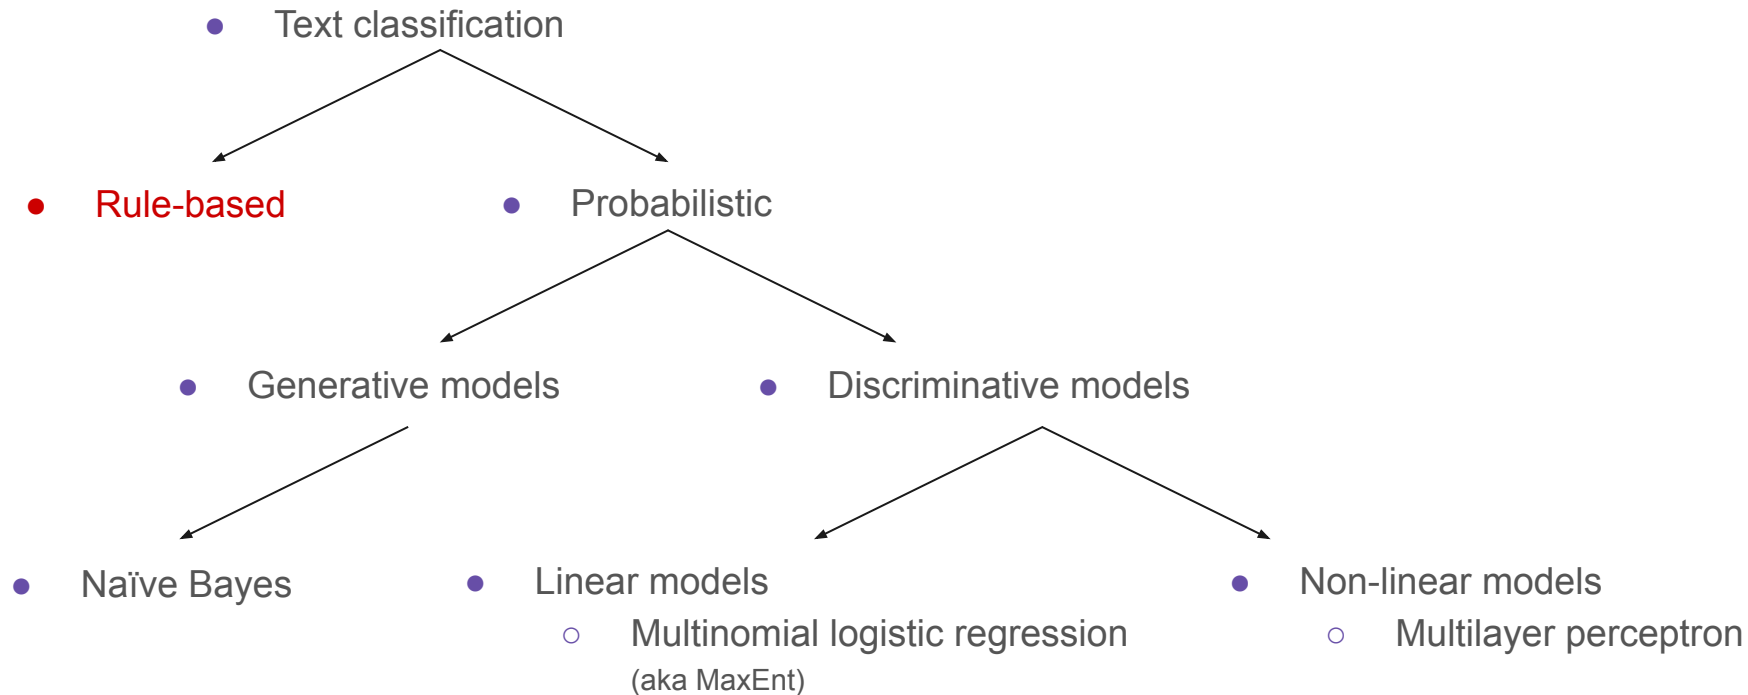 ● Text classification
● Rule-based
● Probabilistic
● Generative models
● Discriminative models
● Naïve Bayes
● Linear models
○ Multinomial logistic regression
(aka MaxEnt)
● Non-linear models
○ Multilayer perceptron